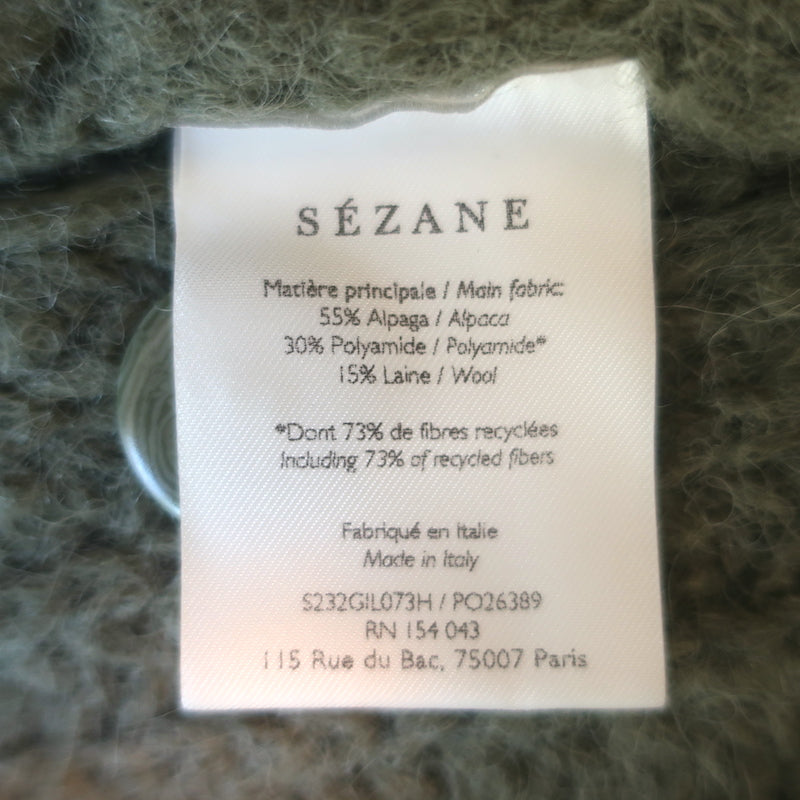 SÉZANE
Matière principale / Main fabric:
55% Alpaga / Alpaca
30% Polyamide / Polyamide*
15% Laine / Wool
*Dont 73% de fibres recyclées
Including 73% of recycled fibers
Fabriqué en Italie
Made in Italy
S232GIL073H / PO26389
RN 154 043
115 Rue du Bac, 75007 Paris